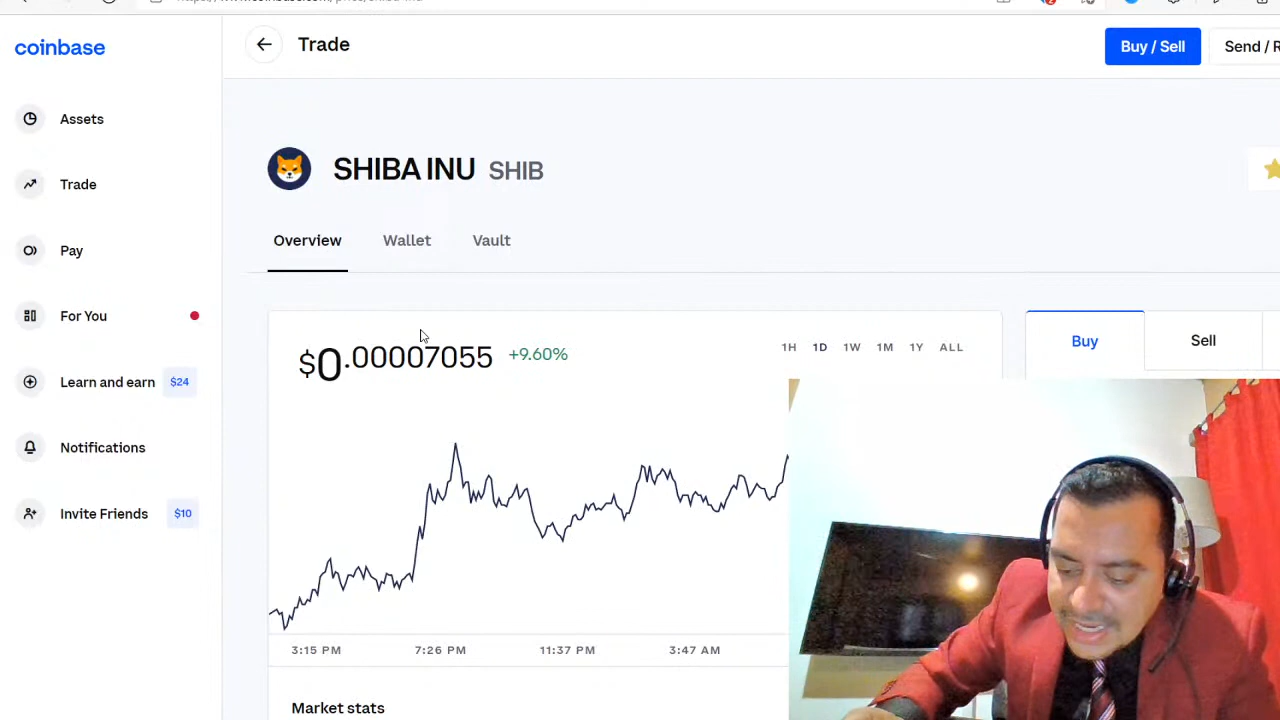 coinbase
Trade
Buy / Sell
Send / R
Assets
Trade
Pay
For You
Learn and earn $24
Notifications
Invite Friends $10
SHIBA INU SHIB
Overview Wallet Vault
$0.00007055 +9.60%
1H 1D 1W 1M 1Y ALL
Buy Sell
3:15 PM 7:26 PM 11:37 PM 3:47 AM
Market stats